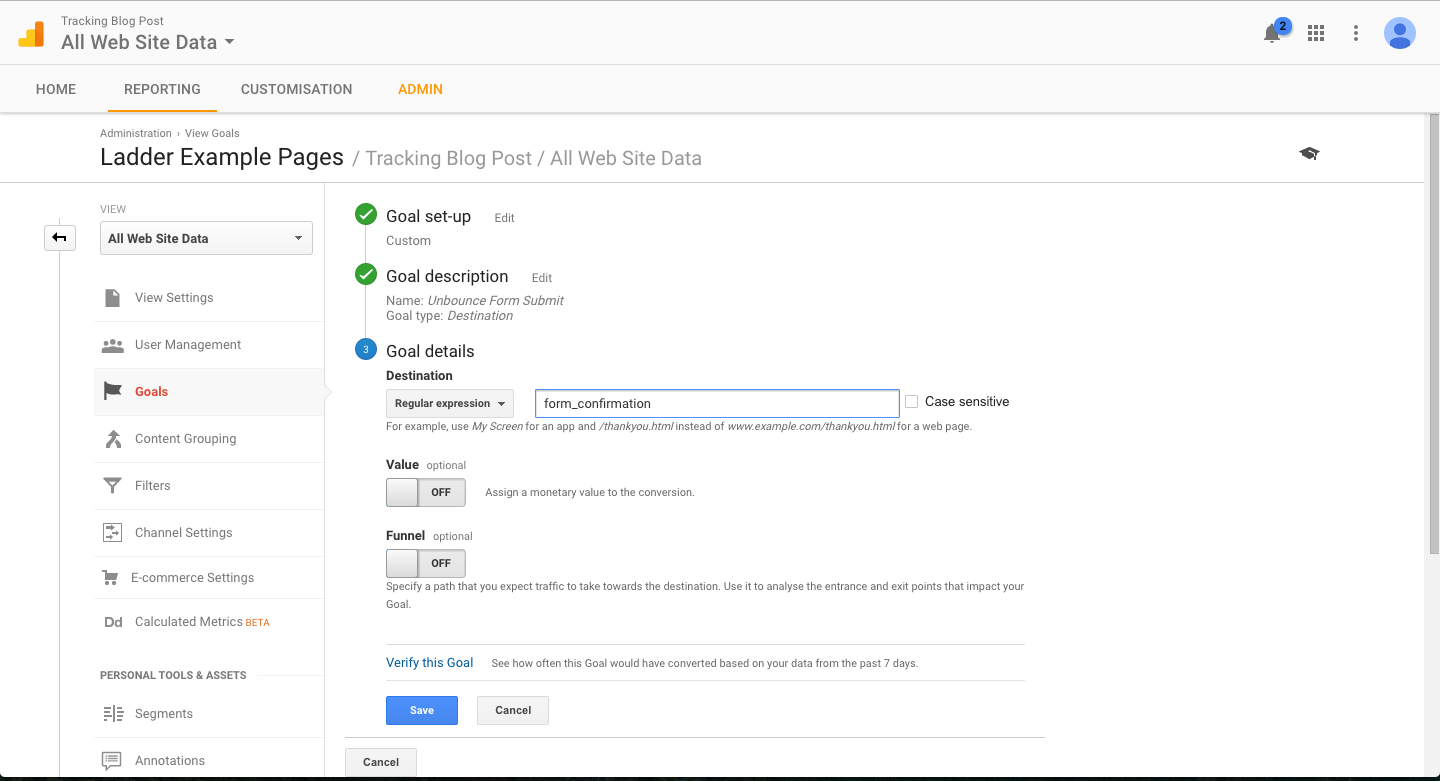 Tracking Blog Post
All Web Site Data
2
HOME
REPORTING
CUSTOMISATION
ADMIN
Administration › View Goals
Ladder Example Pages / Tracking Blog Post / All Web Site Data
VIEW
All Web Site Data
View Settings
User Management
Goals
Content Grouping
Filters
Channel Settings
E-commerce Settings
Dd Calculated Metrics BETA
PERSONAL TOOLS & ASSETS
Segments
Annotations
Goal set-up Edit
Custom
Goal description Edit
Name: Unbounce Form Submit
Goal type: Destination
3 Goal details
Destination
Regular expression form_confirmation Case sensitive
For example, use My Screen for an app and /thankyou.html instead of www.example.com/thankyou.html for a web page.
Value optional
OFF Assign a monetary value to the conversion.
Funnel optional
OFF
Specify a path that you expect traffic to take towards the destination. Use it to analyse the entrance and exit points that impact your
Goal.
Verify this Goal See how often this Goal would have converted based on your data from the past 7 days.
Save Cancel
Cancel